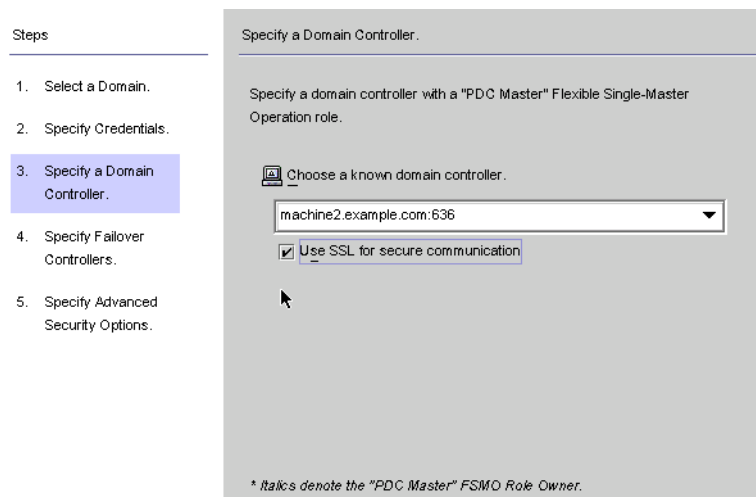 Steps
1. Select a Domain.
2. Specify Credentials.
3. Specify a Domain
Controller.
4. Specify Failover
Controllers.
5. Specify Advanced
Security Options.
Specify a Domain Controller.
Specify a domain controller with a "PDC Master" Flexible Single-Master
Operation role.
Choose a known domain controller.
machine2.example.com:636
Use SSL for secure communication
* Italics denote the "PDC Master" FSMO Role Owner.